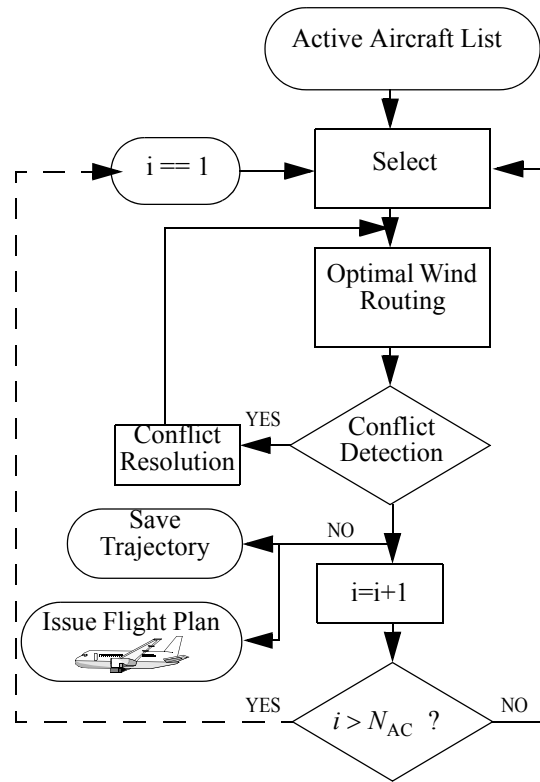 Active Aircraft List
i == 1
Select
Optimal Wind
Routing
YES
Conflict
Resolution
Conflict
Detection
Save
Trajectory
NO
i=i+1
Issue Flight Plan
YES
i > N_AC ?
NO